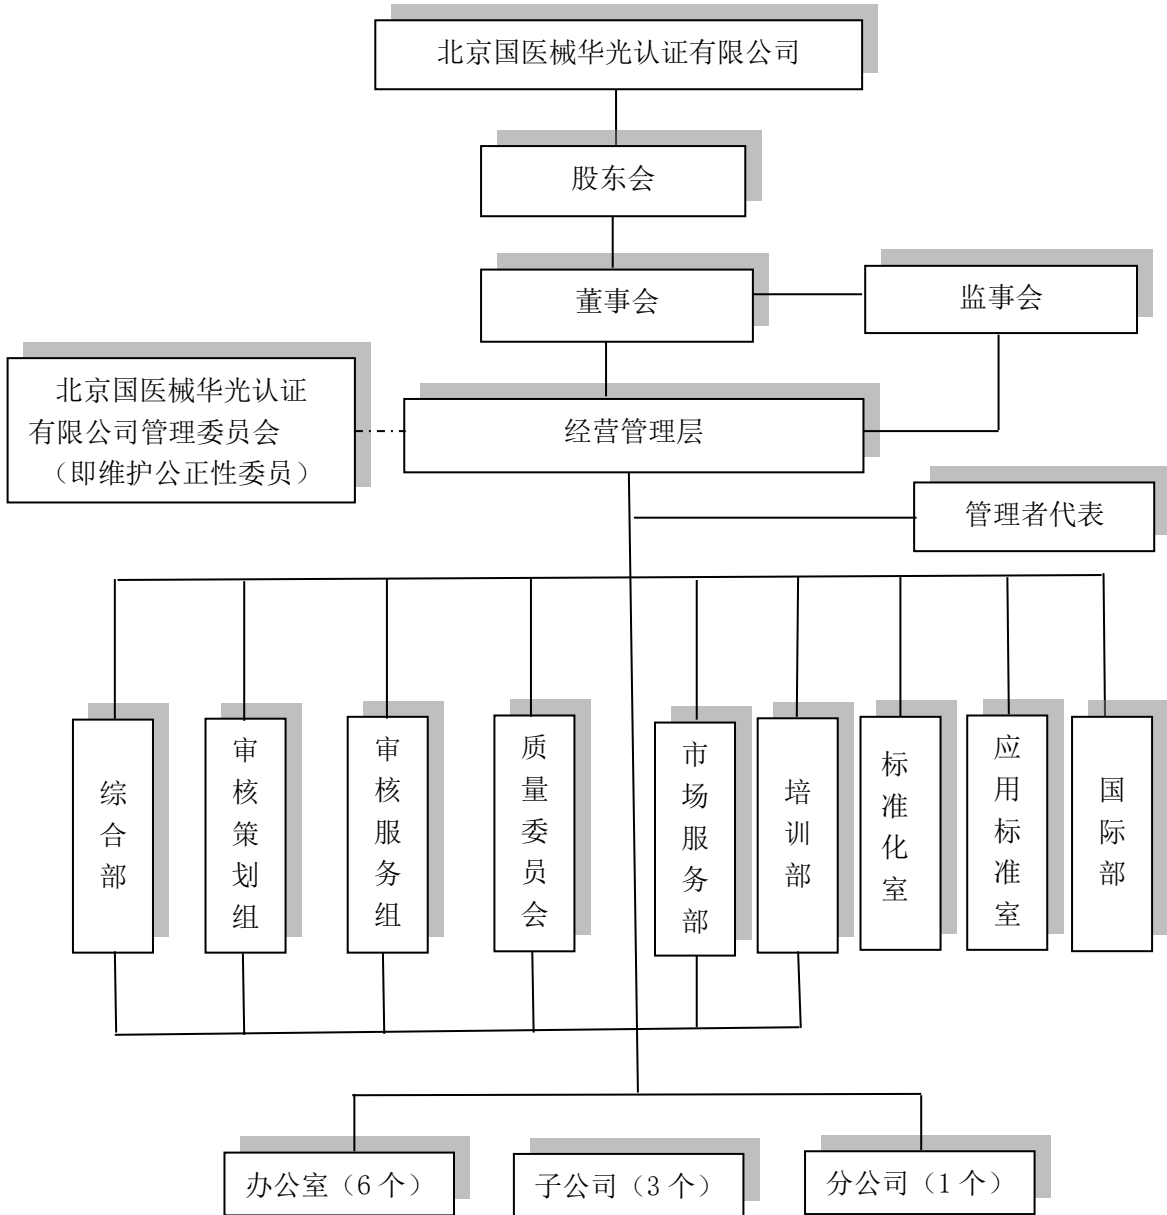 北京国医械华光认证有限公司
股东会
董事会
监事会
北京国医械华光认证
有限公司管理委员会
（即维护公正性委员）
经营管理层
管理者代表
综合部
审核策划组
审核服务组
质量委员会
市场服务部
培训部
标准化室
应用标准室
国际部
办公室（6 个）
子公司（3 个）
分公司（1 个）